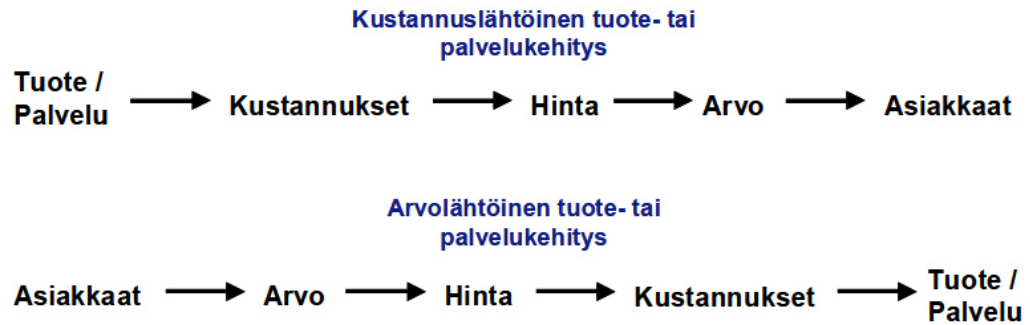 Kustannuslähtöinen tuote- tai
palvelukehitys
Tuote /
Palvelu
Kustannukset
Hinta
Arvo
Asiakkaat
Arvolähtöinen tuote- tai
palvelukehitys
Asiakkaat
Arvo
Hinta
Kustannukset
Tuote /
Palvelu